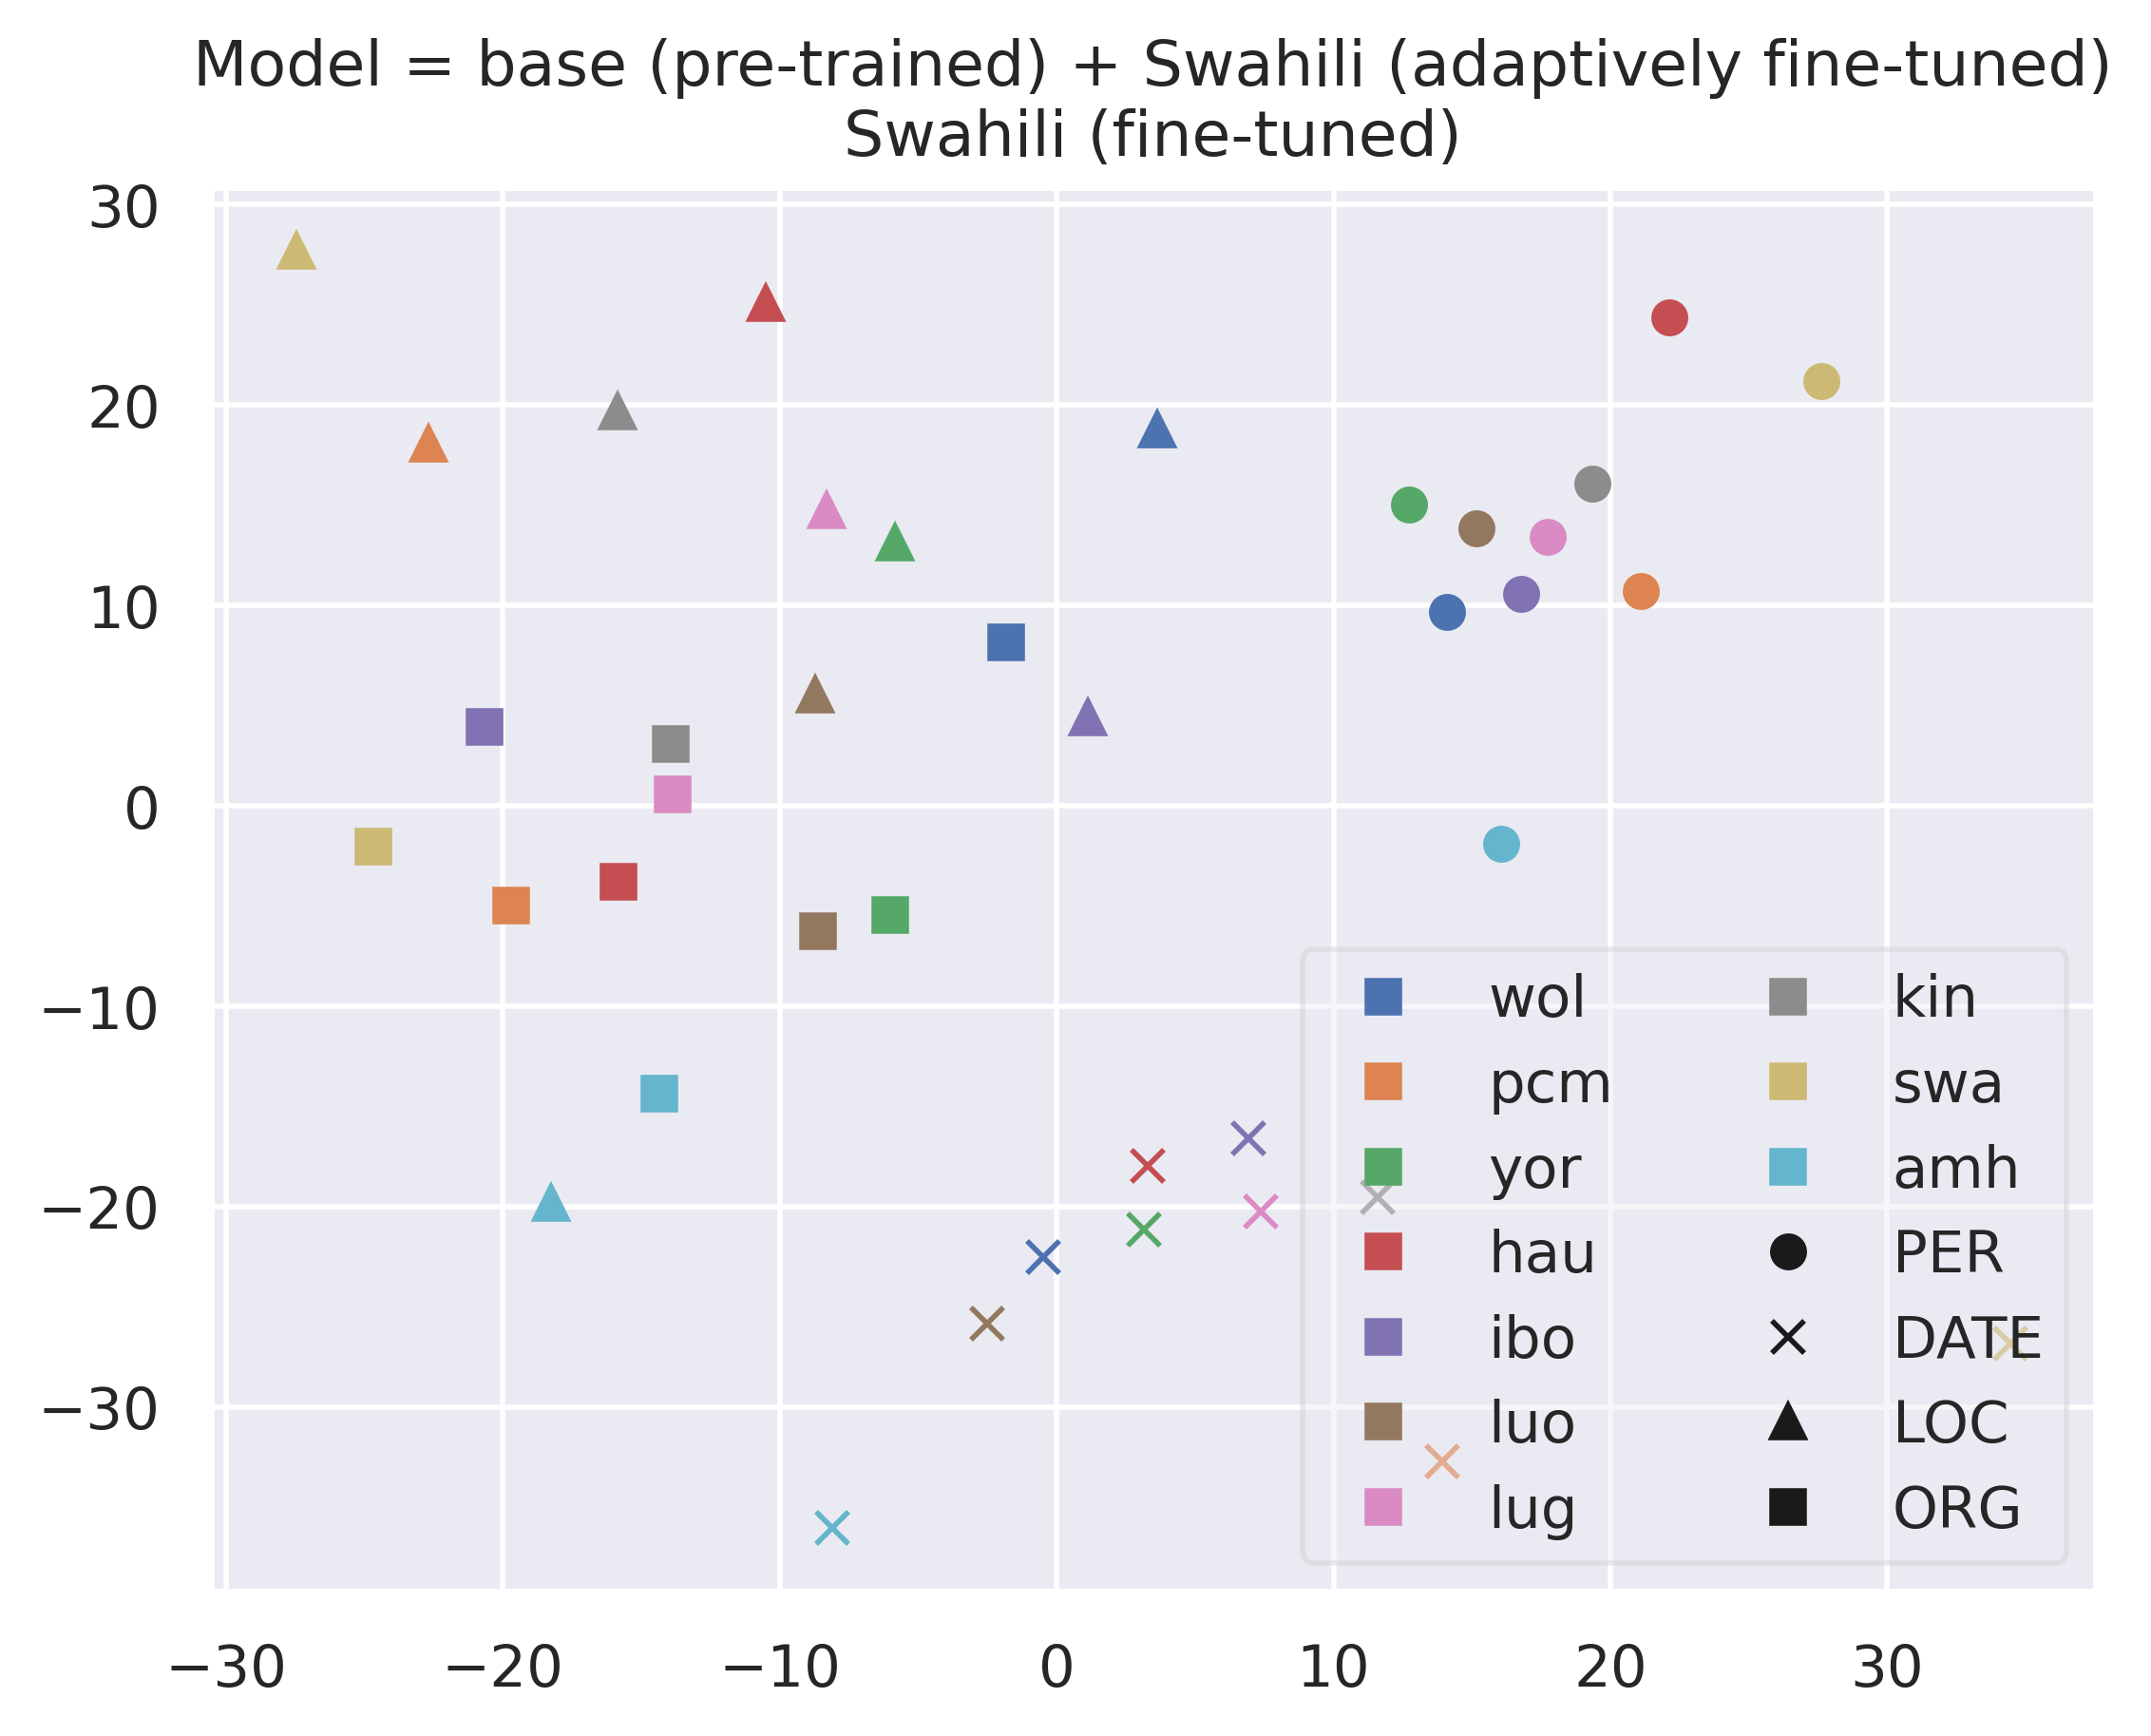 Model = base (pre-trained) + Swahili (adaptively fine-tuned)
Swahili (fine-tuned)
30
20
10
0
−10
−20
−30
−30
−20
−10
0
10
20
30
wol
pcm
yor
hau
ibo
luo
lug
kin
swa
amh
PER
DATE
LOC
ORG